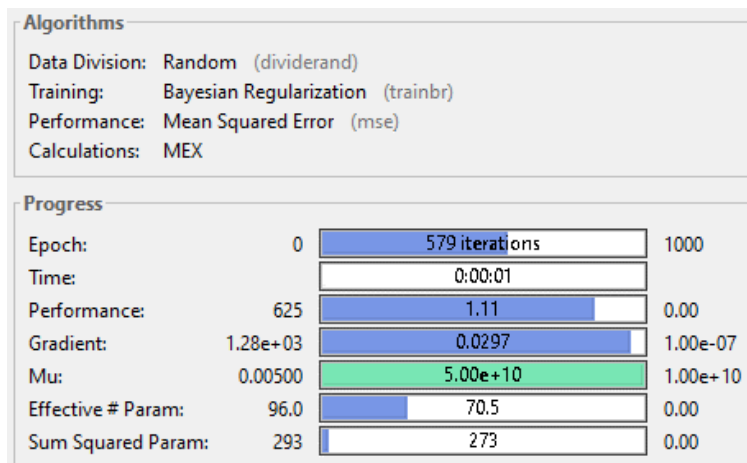 Algorithms
Data Division: Random (dividerand)
Training: Bayesian Regularization (trainbr)
Performance: Mean Squared Error (mse)
Calculations: MEX
Progress
Epoch: 0 579 iterations 1000
Time: 0:00:01
Performance: 625 1.11 0.00
Gradient: 1.28e+03 0.0297 1.00e-07
Mu: 0.00500 5.00e+10 1.00e+10
Effective # Param: 96.0 70.5 0.00
Sum Squared Param: 293 273 0.00